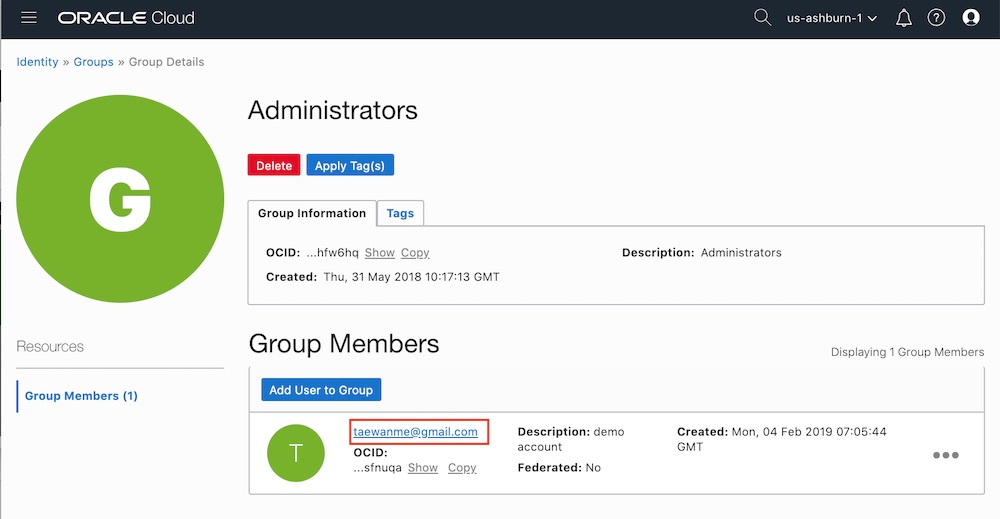 ORACLE Cloud
us-ashburn-1
Identity » Groups » Group Details
G
Administrators
Delete
Apply Tag(s)
Group Information
Tags
OCID: ...hfw6hq Show Copy
Description: Administrators
Created: Thu, 31 May 2018 10:17:13 GMT
Resources
Group Members (1)
Group Members
Displaying 1 Group Members
Add User to Group
T
taewanme@gmail.com
OCID:
...sfnuqa Show Copy
Description: demo
account
Federated: No
Created: Mon, 04 Feb 2019 07:05:44
GMT